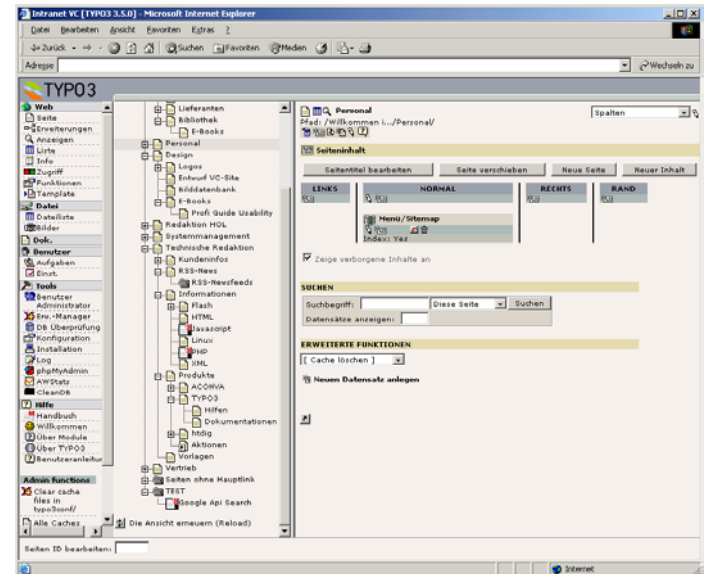 Intranet VC [TYPO3 3.5.0] - Microsoft Internet Explorer
Datei Bearbeiten Ansicht Favoriten Extras ?
Zurück Suchen Favoriten Medien
Adresse Wechseln zu
TYPO3
Web
Seite
Erweiterungen
Anzeigen
Liste
Info
Zugriff
Funktionen
Template
Datei
Dateiliste
Bilder
Dok.
Benutzer
Aufgaben
Einst.
Tools
Benutzer
Administrator
Erw.-Manager
DB Überprüfung
Konfiguration
Installation
Log
phpMyAdmin
AWStats
CleanDB
Hilfe
Handbuch
Willkommen
Über Module
Über TYPO3
Benutzeranleitun
Admin functions
Clear cache
files in
typo3conf/
Alle Caches
Lieferanten
Bibliothek
E-Books
Personal
Design
Logos
Entwurf VC-Site
Bilddatenbank
E-Books
Profi Guide Usability
Redaktion HOL
Systemmanagement
Technische Redaktion
Kundeninfos
RSS-News
RSS-Newsfeeds
Informationen
Flash
HTML
Javascript
Linux
PHP
XML
Produkte
ACONVA
TYPO3
Hilfen
Dokumentationen
htdig
Aktionen
Vorlagen
Vertrieb
Seiten ohne Hauptlink
TEST
Google Api Search
Die Ansicht erneuern (Reload)
Personal
Spalten
Pfad: /Willkommen i.../Personal/
Seiteninhalt
Seitentitel bearbeiten Seite verschieben Neue Seite Neuer Inhalt
LINKS NORMAL RECHTS RAND
Menü/Sitemap
Index: Yes
Zeige verborgene Inhalte an
SUCHEN
Suchbegriff: Diese Seite Suchen
Datensätze anzeigen:
ERWEITERTE FUNKTIONEN
[ Cache löschen ]
Neuen Datensatz anlegen
Seiten ID bearbeiten:
Internet